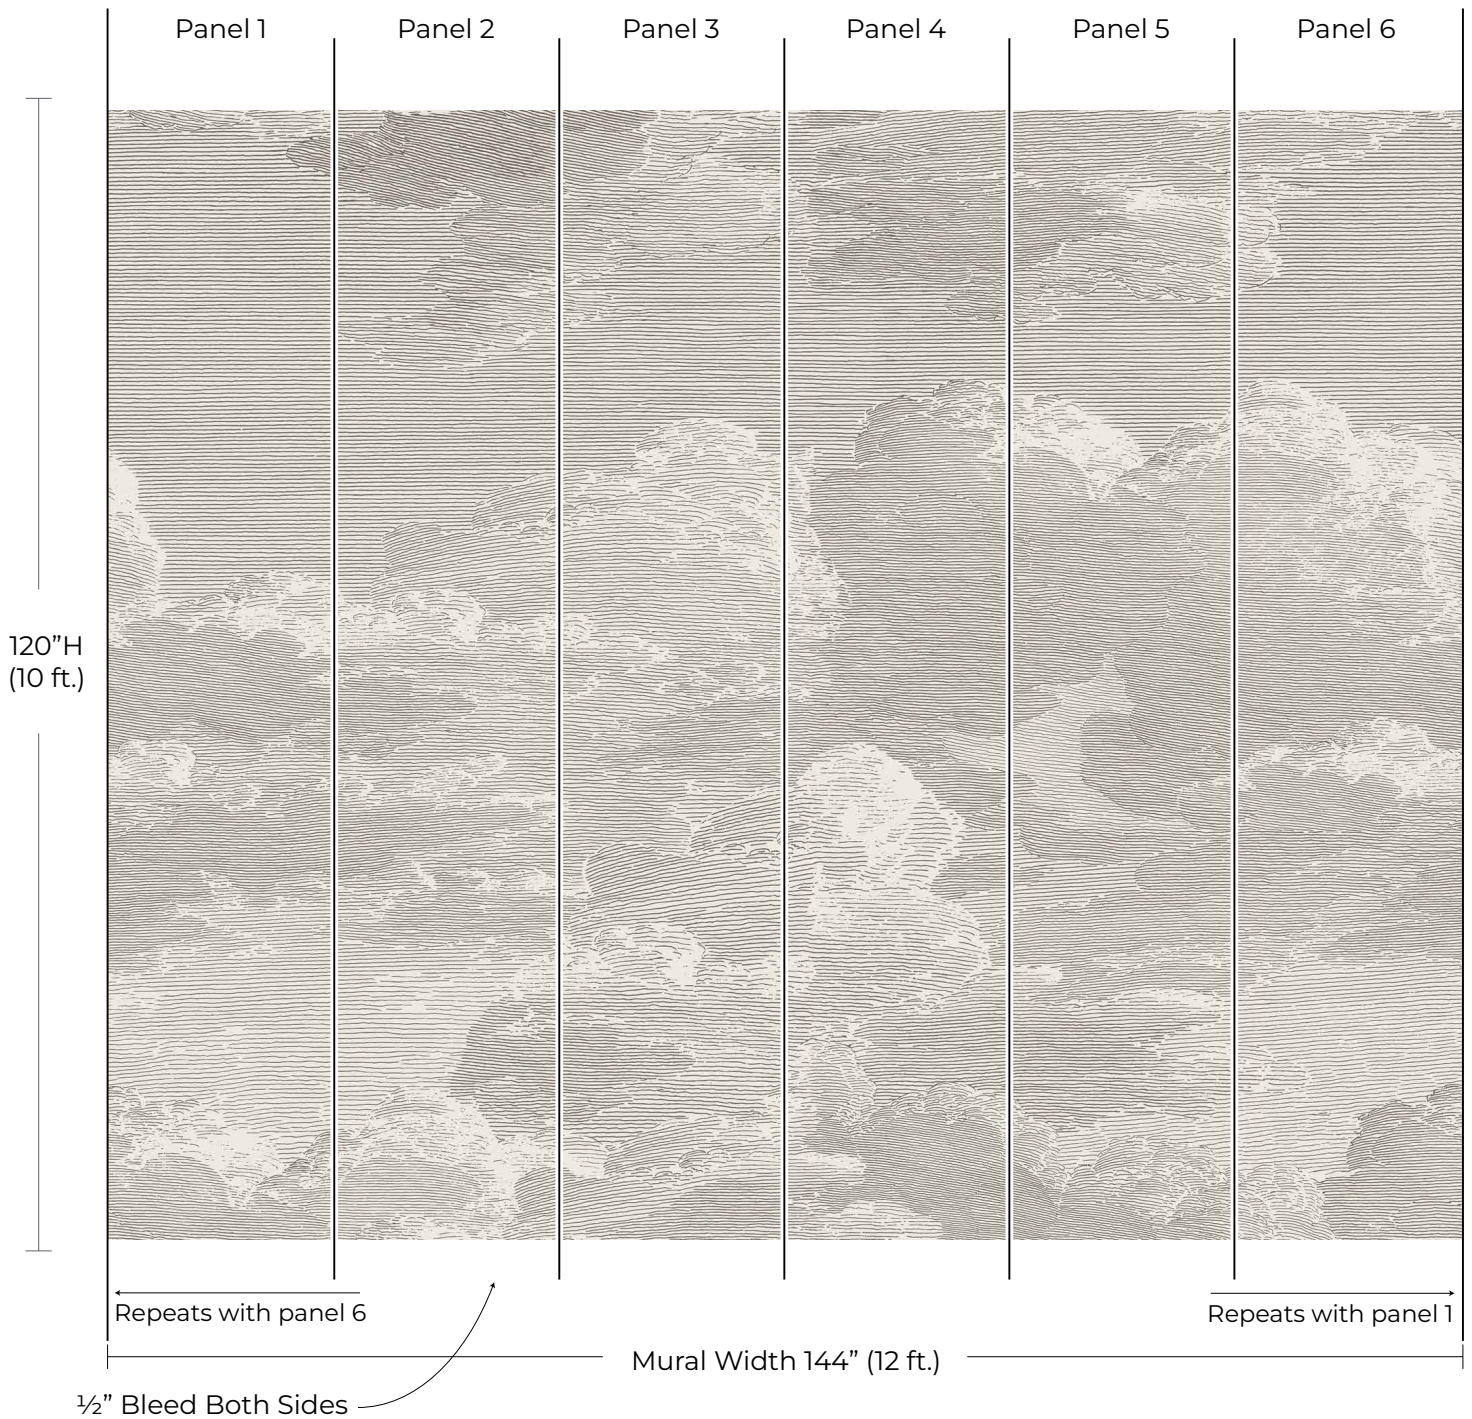 Panel 1
Panel 2
Panel 3
Panel 4
Panel 5
Panel 6
120”H
(10 ft.)
Repeats with panel 6
Repeats with panel 1
Mural Width 144” (12 ft.)
½” Bleed Both Sides